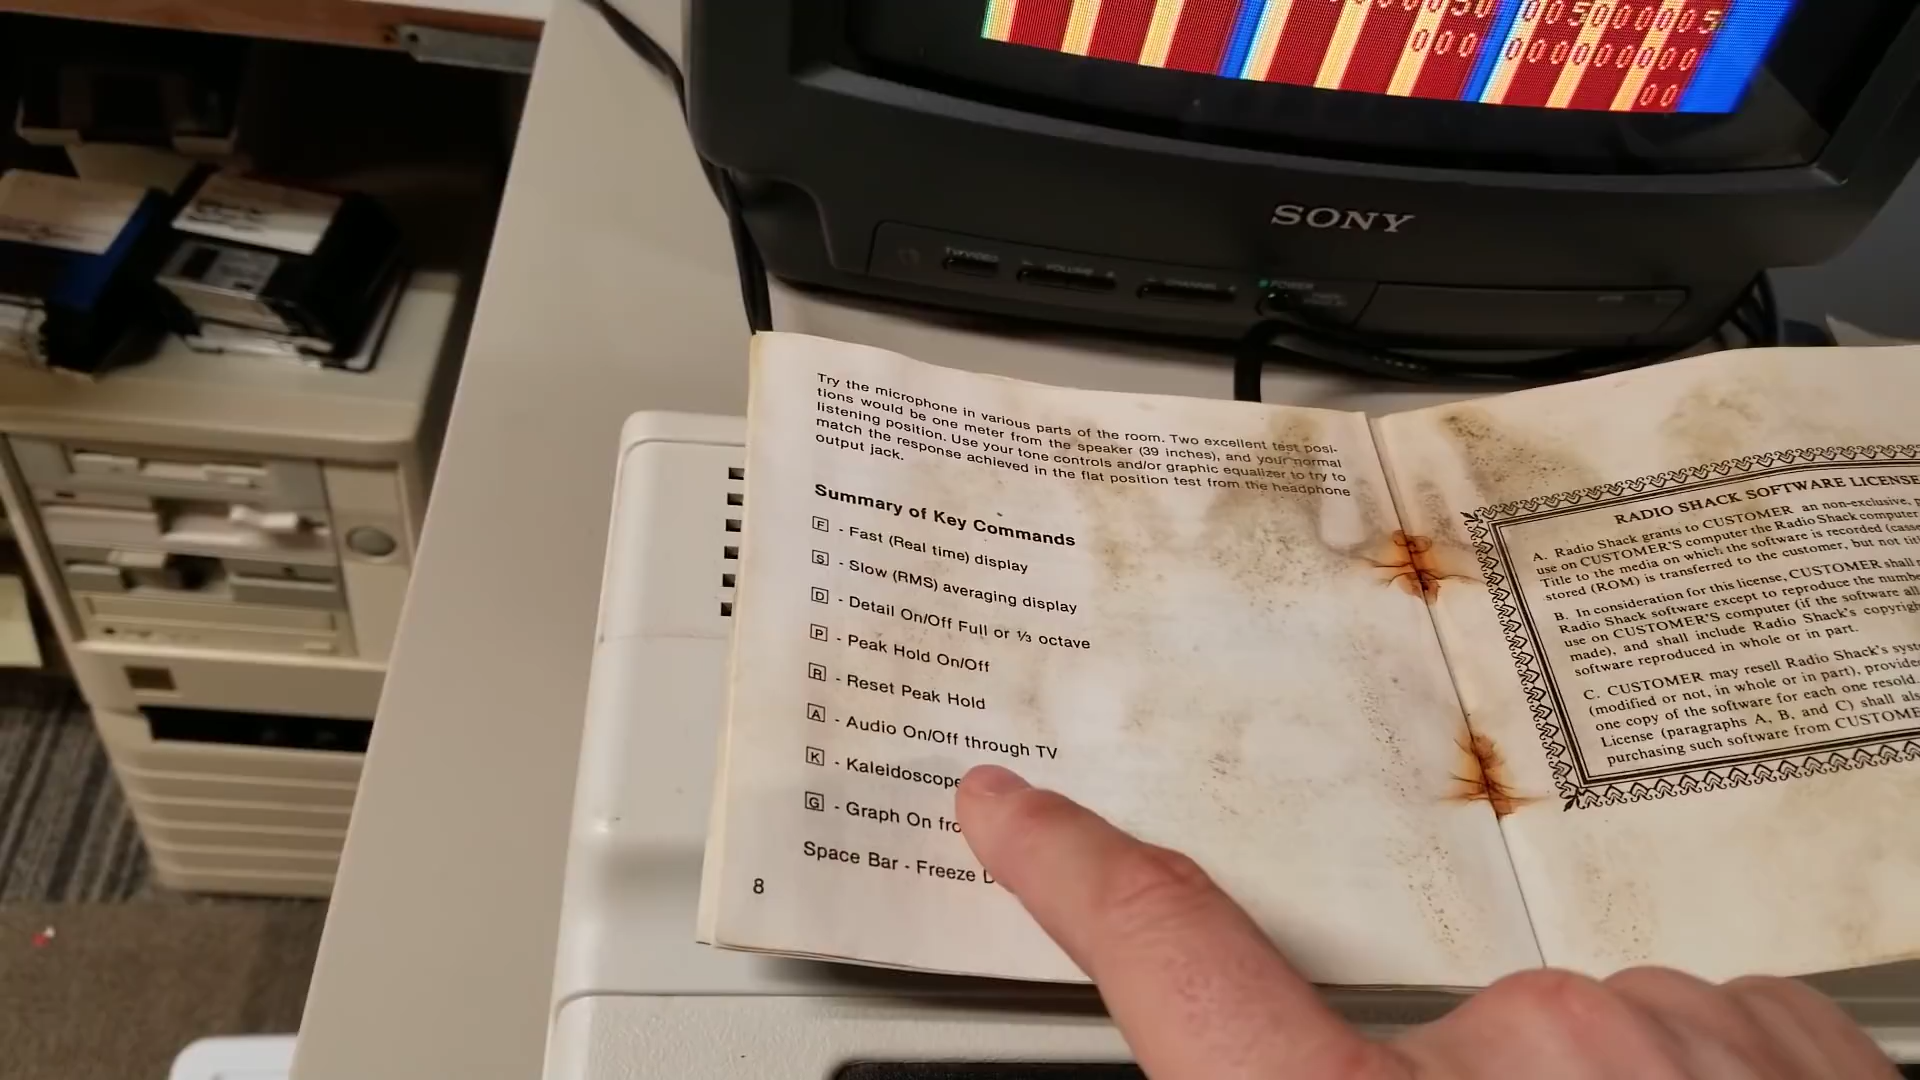 50 00500005
000 00000000
00
SONY
TV/VIDEO
VOLUME
CHANNEL
POWER
Try the microphone in various parts of the room. Two excellent test posi-
tions would be one meter from the speaker (39 inches), and your normal
listening position. Use your tone controls and/or graphic equalizer to try to
match the response achieved in the flat position test from the headphone
output jack.
Summary of Key Commands
F - Fast (Real time) display
S - Slow (RMS) averaging display
D - Detail On/Off Full or ⅓ octave
P - Peak Hold On/Off
R - Reset Peak Hold
A - Audio On/Off through TV
K - Kaleidoscope
G - Graph On
Space Bar - Freeze
8
RADIO SHACK SOFTWARE LICENSE
A. Radio Shack grants to CUSTOMER an non-exclusive,
use on CUSTOMER'S computer the Radio Shack computer
Title to the media on which the software is recorded
stored (ROM) is transferred to the customer, but not
B. In consideration for this license, CUSTOMER shall
Radio Shack software except to reproduce the
use on CUSTOMER'S computer (if the software
made), and shall include Radio Shack's
software reproduced in whole or in part.
C. CUSTOMER may resell Radio Shack's
(modified or not, in whole or in part),
one copy of the software for each one resold.
License (paragraphs A, B, and C) shall
purchasing such software from